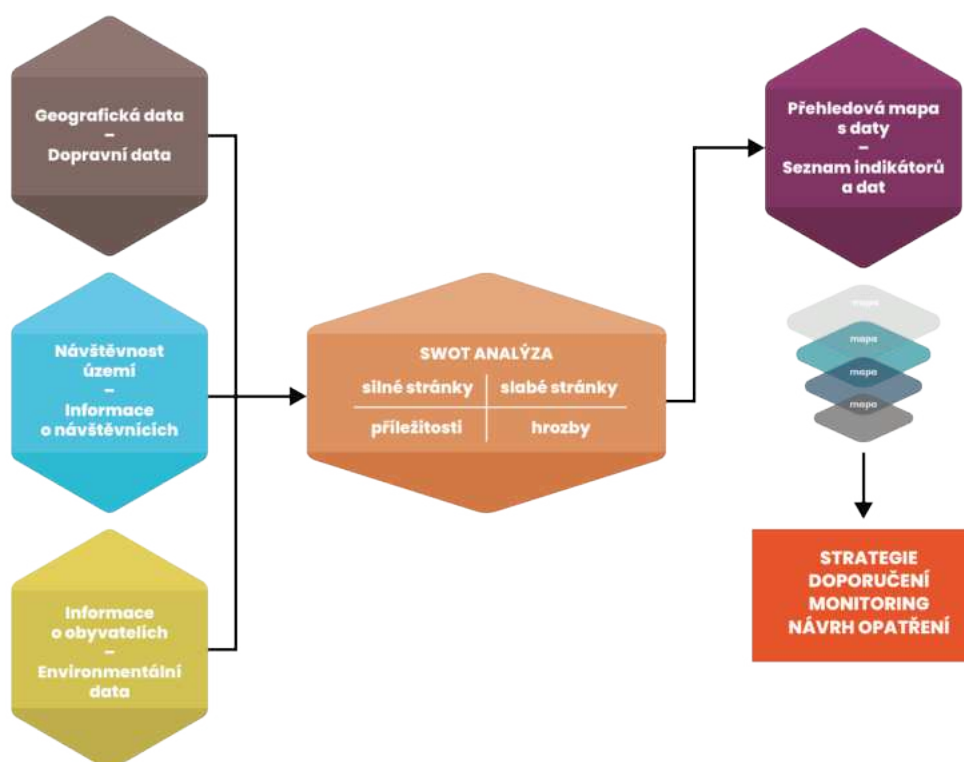 Geografická data
–
Dopravní data
Návštěvnost
území
–
Informace
o návštěvnících
Informace
o obyvatelích
–
Environmentální
data
SWOT ANALÝZA
silné stránky
slabé stránky
příležitosti
hrozby
Přehledová mapa
s daty
–
Seznam indikátorů
a dat
mapa
mapa
mapa
mapa
STRATEGIE
DOPORUČENÍ
MONITORING
NÁVRH OPATŘENÍ